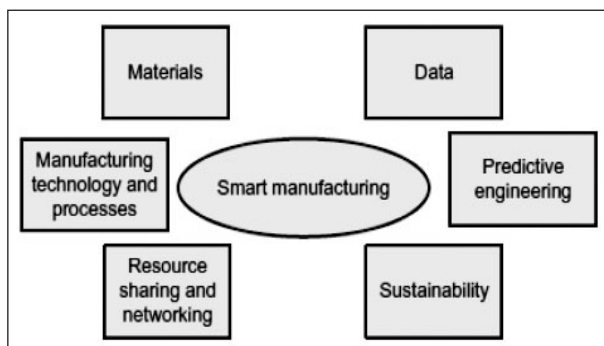 Materials
Data
Manufacturing
technology and
processes
Smart manufacturing
Predictive
engineering
Resource
sharing and
networking
Sustainability